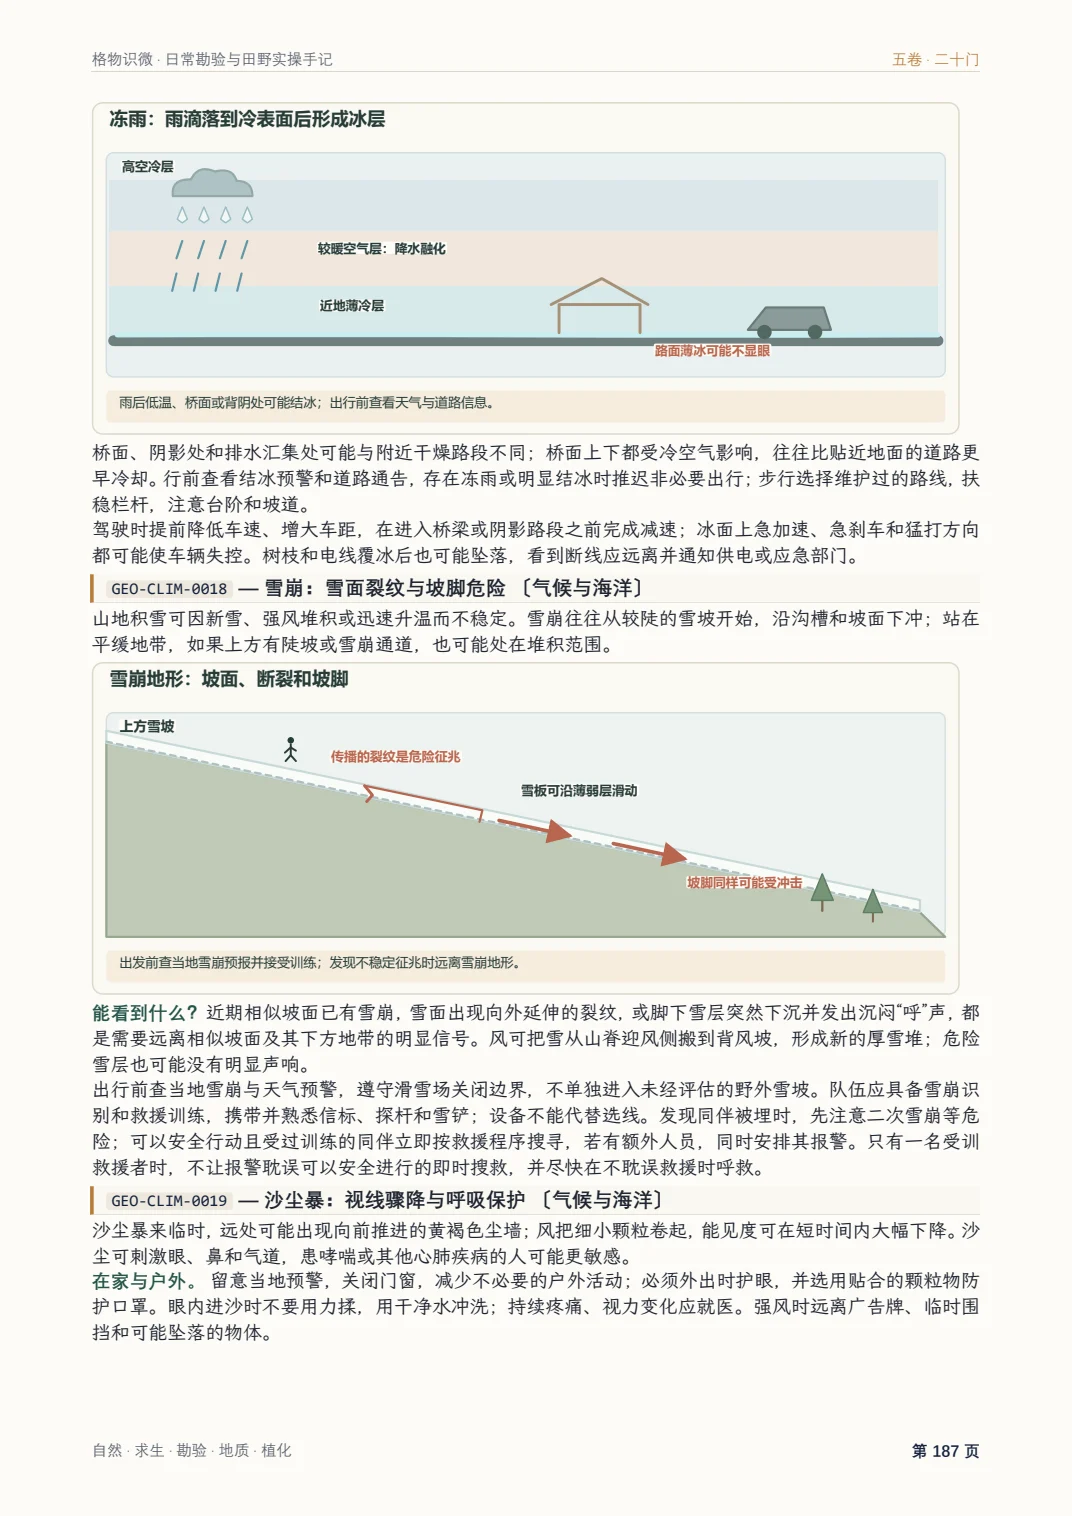 格物识微 · 日常勘验与田野实操手记
五卷 · 二十门
冻雨：雨滴落到冷表面后形成冰层
高空冷层
较暖空气层：降水融化
近地薄冷层
路面薄冰可能不显眼
雨后低温、桥面或背阴处可能结冰；出行前查看天气与道路信息。
桥面、阴影处和排水汇集处可能与附近干燥路段不同；桥面上下都受冷空气影响，往往比贴近地面的道路更
早冷却。行前查看结冰预警和道路通告，存在冻雨或明显结冰时推迟非必要出行；步行选择维护过的路线，扶
稳栏杆，注意台阶和坡道。
驾驶时提前降低车速、增大车距，在进入桥梁或阴影路段之前完成减速；冰面上急加速、急刹车和猛打方向
都可能使车辆失控。树枝和电线覆冰后也可能坠落，看到断线应远离并通知供电或应急部门。
GEO-CLIM-0018 — 雪崩：雪面裂纹与坡脚危险 〔气候与海洋〕
山地积雪可因新雪、强风堆积或迅速升温而不稳定。雪崩往往从较陡的雪坡开始，沿沟槽和坡面下冲；站在
平缓地带，如果上方有陡坡或雪崩通道，也可能处在堆积范围。
雪崩地形：坡面、断裂和坡脚
上方雪坡
传播的裂纹是危险征兆
雪板可沿薄弱层滑动
坡脚同样可能受冲击
出发前查当地雪崩预报并接受训练；发现不稳定征兆时远离雪崩地形。
能看到什么？近期相似坡面已有雪崩，雪面出现向外延伸的裂纹，或脚下雪层突然下沉并发出沉闷“呼”声，都
是需要远离相似坡面及其下方地带的明显信号。风可把雪从山脊迎风侧搬到背风坡，形成新的厚雪堆；危险
雪层也可能没有明显声响。
出行前查当地雪崩与天气预警，遵守滑雪场关闭边界，不单独进入未经评估的野外雪坡。队伍应具备雪崩识
别和救援训练，携带并熟悉信标、探杆和雪铲；设备不能代替选线。发现同伴被埋时，先注意二次雪崩等危
险；可以安全行动且受过训练的同伴立即按救援程序搜寻，若有额外人员，同时安排其报警。只有一名受训
救援者时，不让报警耽误可以安全进行的即时搜救，并尽快在不耽误救援时呼救。
GEO-CLIM-0019 — 沙尘暴：视线骤降与呼吸保护 〔气候与海洋〕
沙尘暴来临时，远处可能出现向前推进的黄褐色尘墙；风把细小颗粒卷起，能见度可在短时间内大幅下降。沙
尘可刺激眼、鼻和气道，患哮喘或其他心肺疾病的人可能更敏感。
在家与户外。 留意当地预警，关闭门窗，减少不必要的户外活动；必须外出时护眼，并选用贴合的颗粒物防
护口罩。眼内进沙时不要用力揉，用干净水冲洗；持续疼痛、视力变化应就医。强风时远离广告牌、临时围
挡和可能坠落的物体。
自然 · 求生 · 勘验 · 地质 · 植化
第 187 页